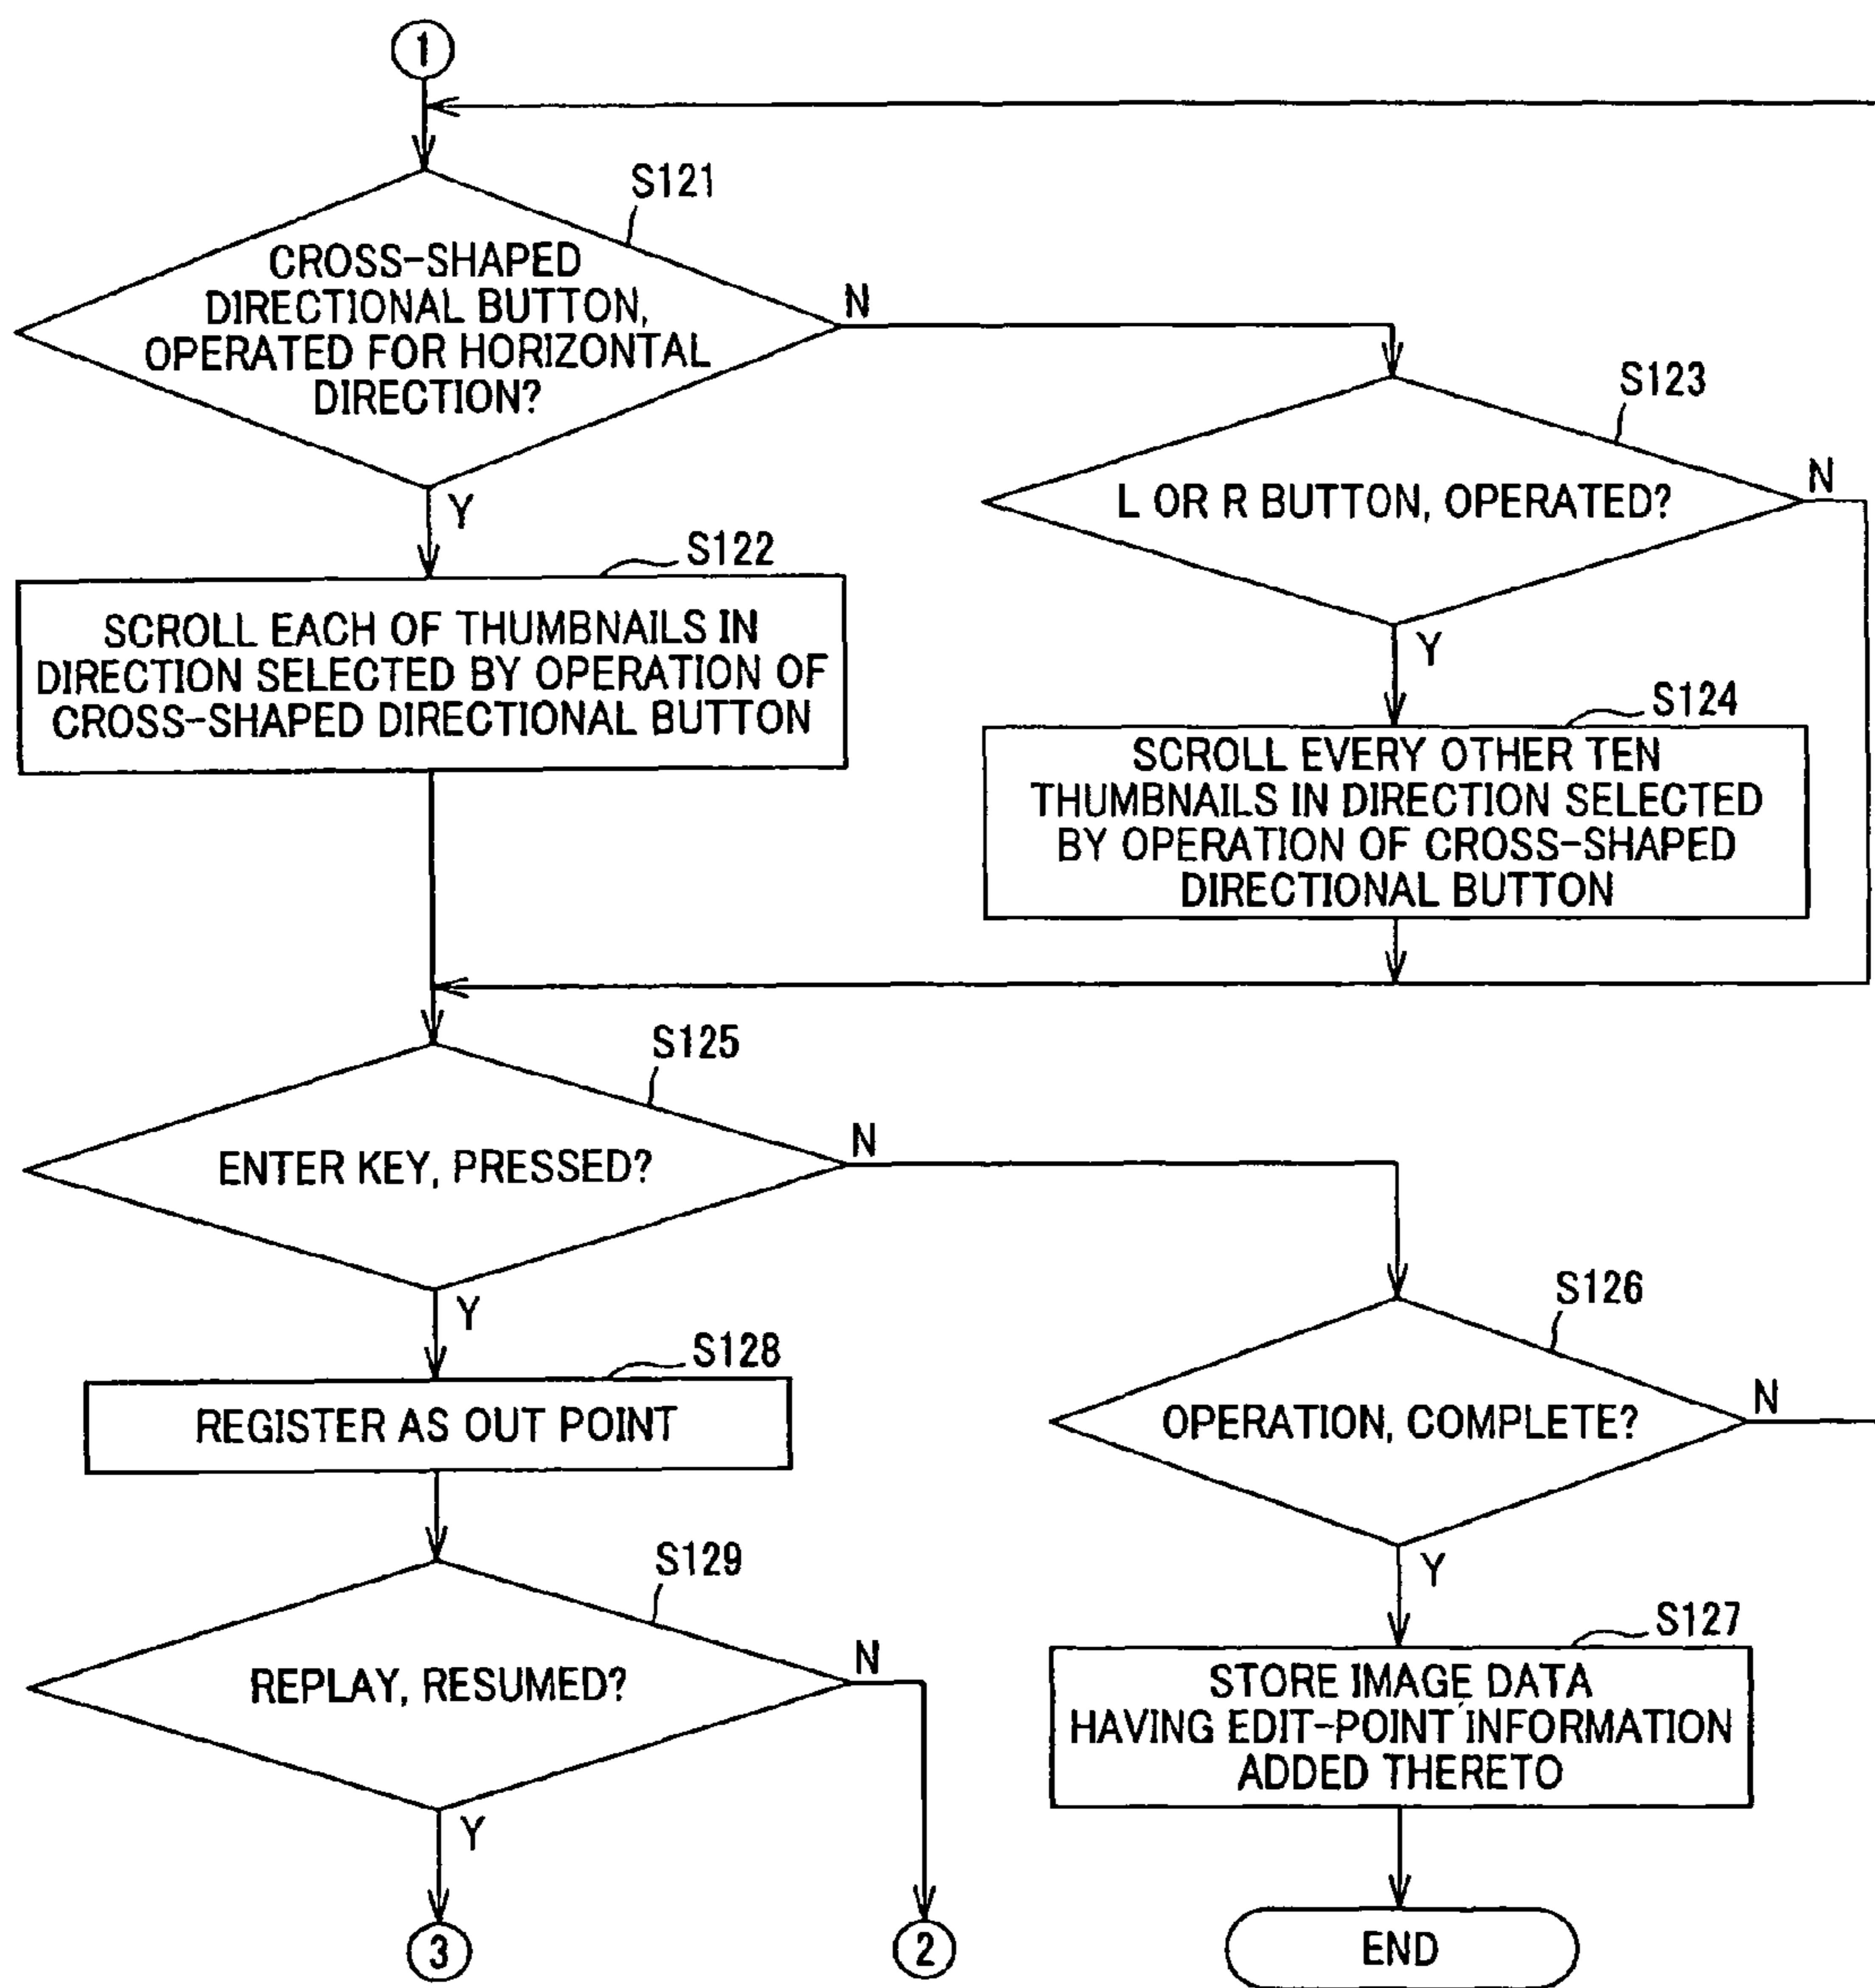 1
S121
CROSS-SHAPED
DIRECTIONAL BUTTON,
OPERATED FOR HORIZONTAL
DIRECTION?
N
Y
S123
L OR R BUTTON, OPERATED?
N
Y
S122
SCROLL EACH OF THUMBNAILS IN
DIRECTION SELECTED BY OPERATION OF
CROSS-SHAPED DIRECTIONAL BUTTON
S124
SCROLL EVERY OTHER TEN
THUMBNAILS IN DIRECTION SELECTED
BY OPERATION OF CROSS-SHAPED
DIRECTIONAL BUTTON
S125
ENTER KEY, PRESSED?
N
Y
S126
OPERATION, COMPLETE?
N
Y
S128
REGISTER AS OUT POINT
S129
REPLAY, RESUMED?
N
Y
S127
STORE IMAGE DATA
HAVING EDIT-POINT INFORMATION
ADDED THERETO
3
2
END